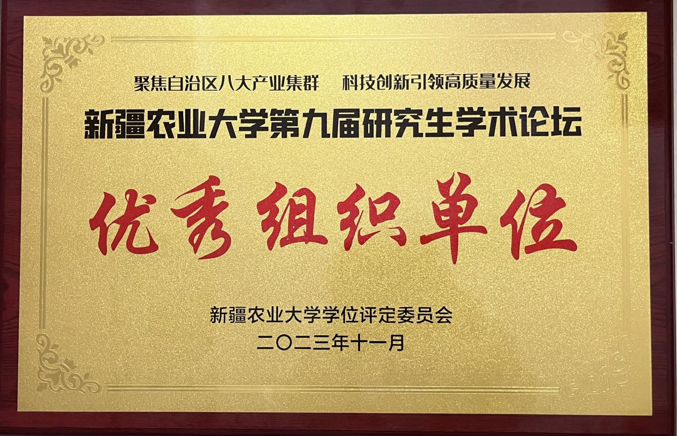 聚焦自治区八大产业集群 科技创新引领高质量发展
新疆农业大学第九届研究生学术论坛
优秀组织单位
新疆农业大学学位评定委员会
二〇二三年十一月